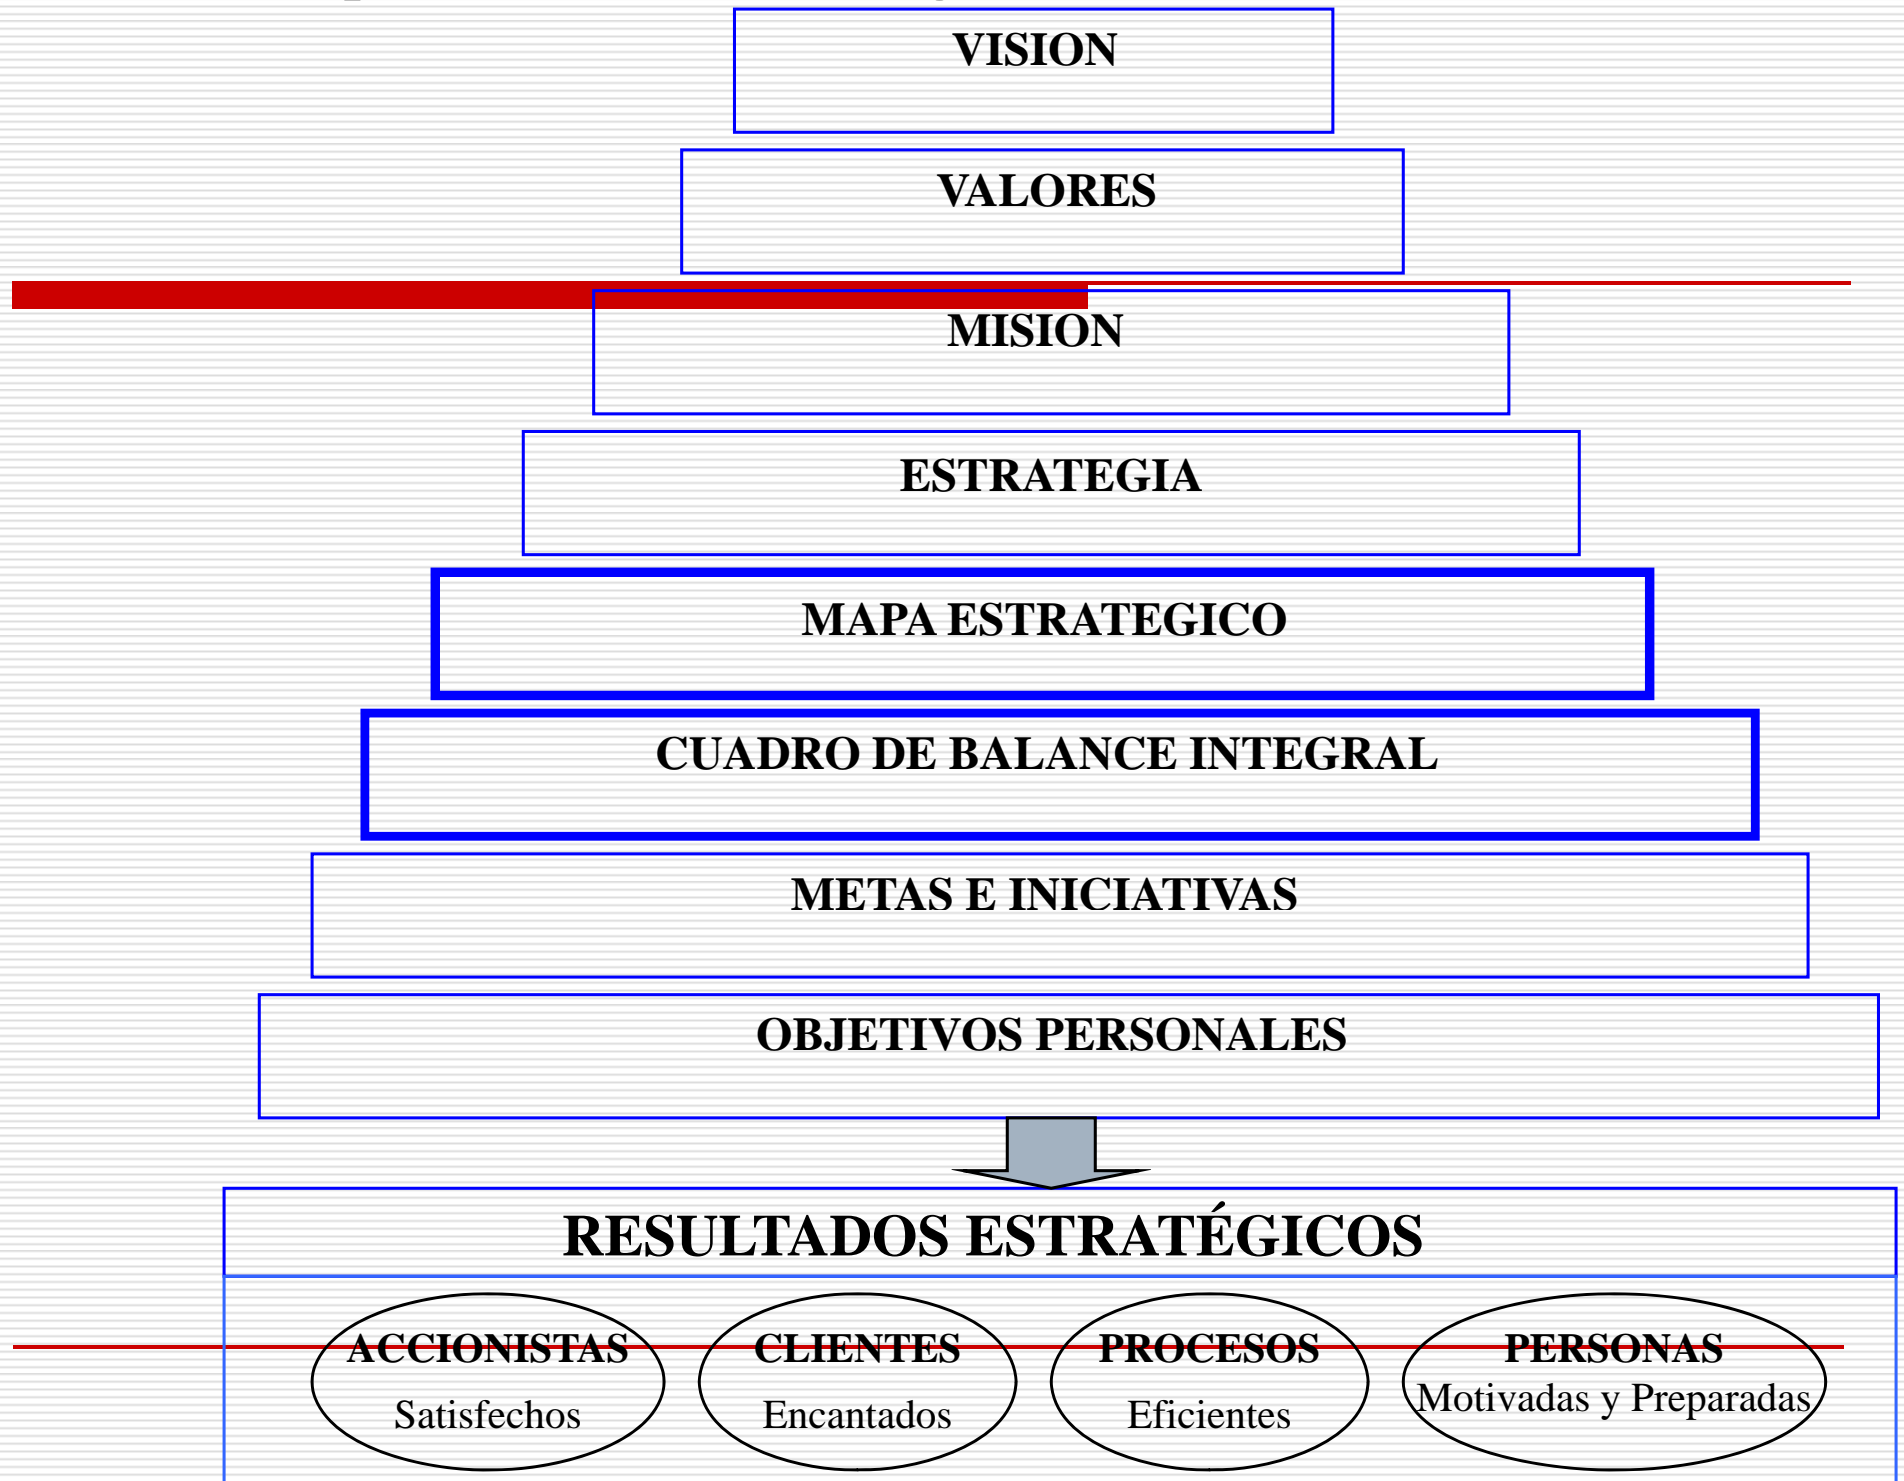 VISION
VALORES
MISION
ESTRATEGIA
MAPA ESTRATEGICO
CUADRO DE BALANCE INTEGRAL
METAS E INICIATIVAS
OBJETIVOS PERSONALES
RESULTADOS ESTRATÉGICOS
ACCIONISTAS
Satisfechos
CLIENTES
Encantados
PROCESOS
Eficientes
PERSONAS
Motivadas y Preparadas